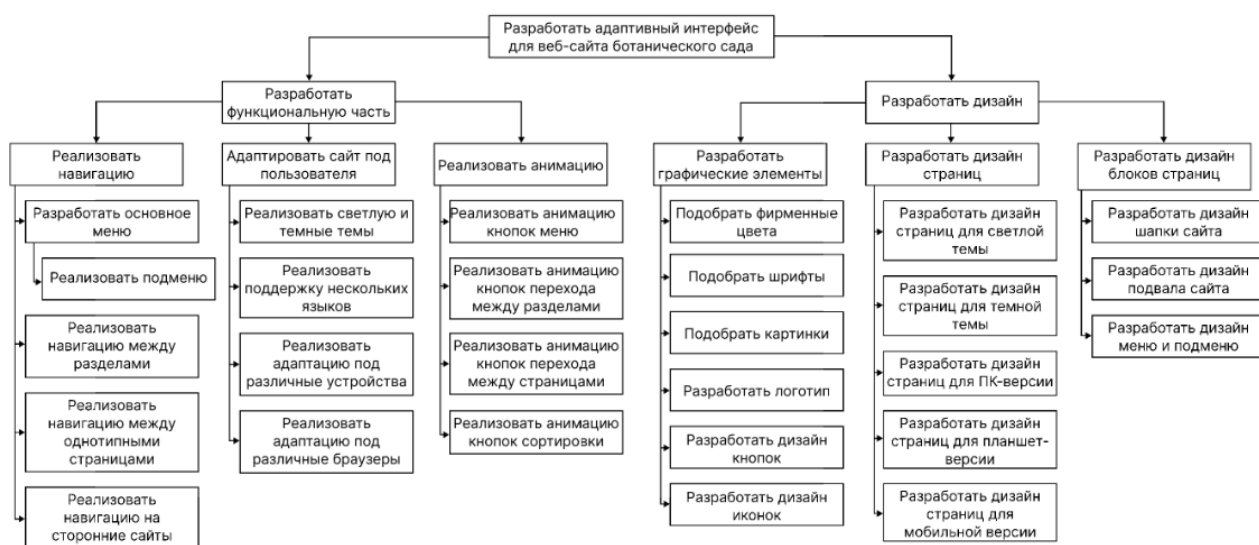 Разработать адаптивный интерфейс
для веб-сайта ботанического сада
Разработать
функциональную часть
Разработать дизайн
Реализовать
навигацию
Адаптировать сайт под
пользователя
Реализовать анимацию
Разработать
графические элементы
Разработать дизайн
страниц
Разработать дизайн
блоков страниц
Разработать основное
меню
Реализовать подменю
Реализовать
навигацию между
разделами
Реализовать
навигацию между
однотипными
страницами
Реализовать
навигацию на
сторонние сайты
Реализовать светлую и
темные темы
Реализовать
поддержку нескольких
языков
Реализовать
адаптацию под
различные устройства
Реализовать
адаптацию под
различные браузеры
Реализовать анимацию
кнопок меню
Реализовать анимацию
кнопок перехода
между разделами
Реализовать анимацию
кнопок перехода
между страницами
Реализовать анимацию
кнопок сортировки
Подобрать фирменные
цвета
Подобрать шрифты
Подобрать картинки
Разработать логотип
Разработать дизайн
кнопок
Разработать дизайн
иконок
Разработать дизайн
страниц для светлой
темы
Разработать дизайн
страниц для темной
темы
Разработать дизайн
страниц для ПК-версии
Разработать дизайн
страниц для планшет-
версии
Разработать дизайн
страниц для
мобильной версии
Разработать дизайн
шапки сайта
Разработать дизайн
подвала сайта
Разработать дизайн
меню и подменю